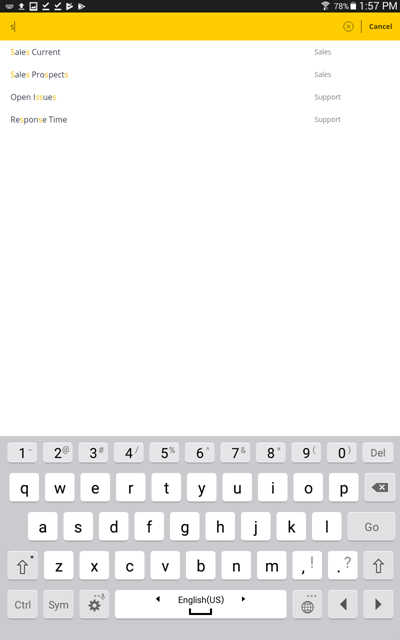 78% 1:57 PM
s Cancel
Sales Current Sales
Sales Prospects Sales
Open Issues Support
Response Time Support
1 - 2 @ 3 # 4 / 5 % 6 ^ 7 & 8 * 9 ( 0 ) Del
q w e r t y u i o p
a s d f g h j k l Go
z x c v b n m , ! . ?
Ctrl Sym English(US)